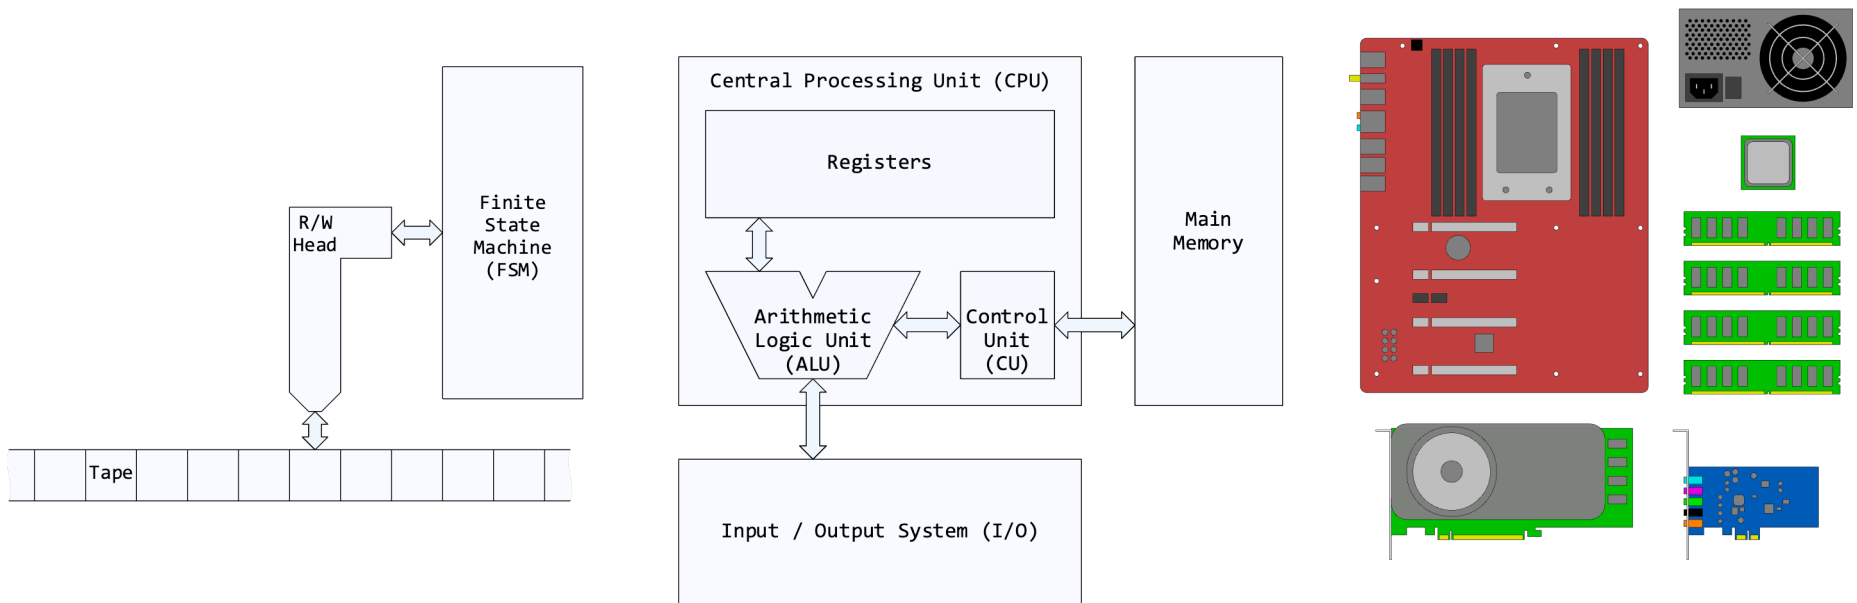 R/W
Head
Finite
State
Machine
(FSM)
Tape
Central Processing Unit (CPU)
Registers
Arithmetic
Logic Unit
(ALU)
Control
Unit
(CU)
Main
Memory
Input / Output System (I/O)